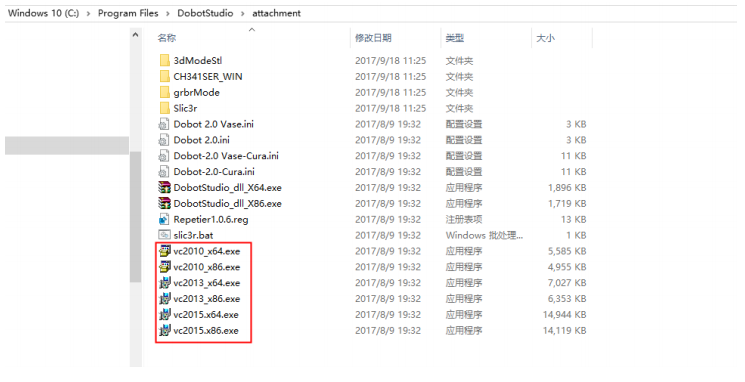 Windows 10 (C:) › Program Files › DobotStudio › attachment
名称 修改日期 类型 大小
3dModeStl 2017/9/18 11:25 文件夹
CH341SER_WIN 2017/9/18 11:25 文件夹
grbrMode 2017/9/18 11:25 文件夹
Slic3r 2017/9/18 11:25 文件夹
Dobot 2.0 Vase.ini 2017/8/9 19:32 配置设置 3 KB
Dobot 2.0.ini 2017/8/9 19:32 配置设置 3 KB
Dobot-2.0 Vase-Cura.ini 2017/8/9 19:32 配置设置 11 KB
Dobot-2.0-Cura.ini 2017/8/9 19:32 配置设置 11 KB
DobotStudio_dll_X64.exe 2017/8/9 19:32 应用程序 1,896 KB
DobotStudio_dll_X86.exe 2017/8/9 19:32 应用程序 1,719 KB
Repetier1.0.6.reg 2017/8/9 19:32 注册表项 13 KB
slic3r.bat 2017/8/9 19:32 Windows 批处理... 1 KB
vc2010_x64.exe 2017/8/9 19:32 应用程序 5,585 KB
vc2010_x86.exe 2017/8/9 19:32 应用程序 4,955 KB
vc2013_x64.exe 2017/8/9 19:32 应用程序 7,027 KB
vc2013_x86.exe 2017/8/9 19:32 应用程序 6,353 KB
vc2015.x64.exe 2017/8/9 19:32 应用程序 14,944 KB
vc2015.x86.exe 2017/8/9 19:32 应用程序 14,119 KB